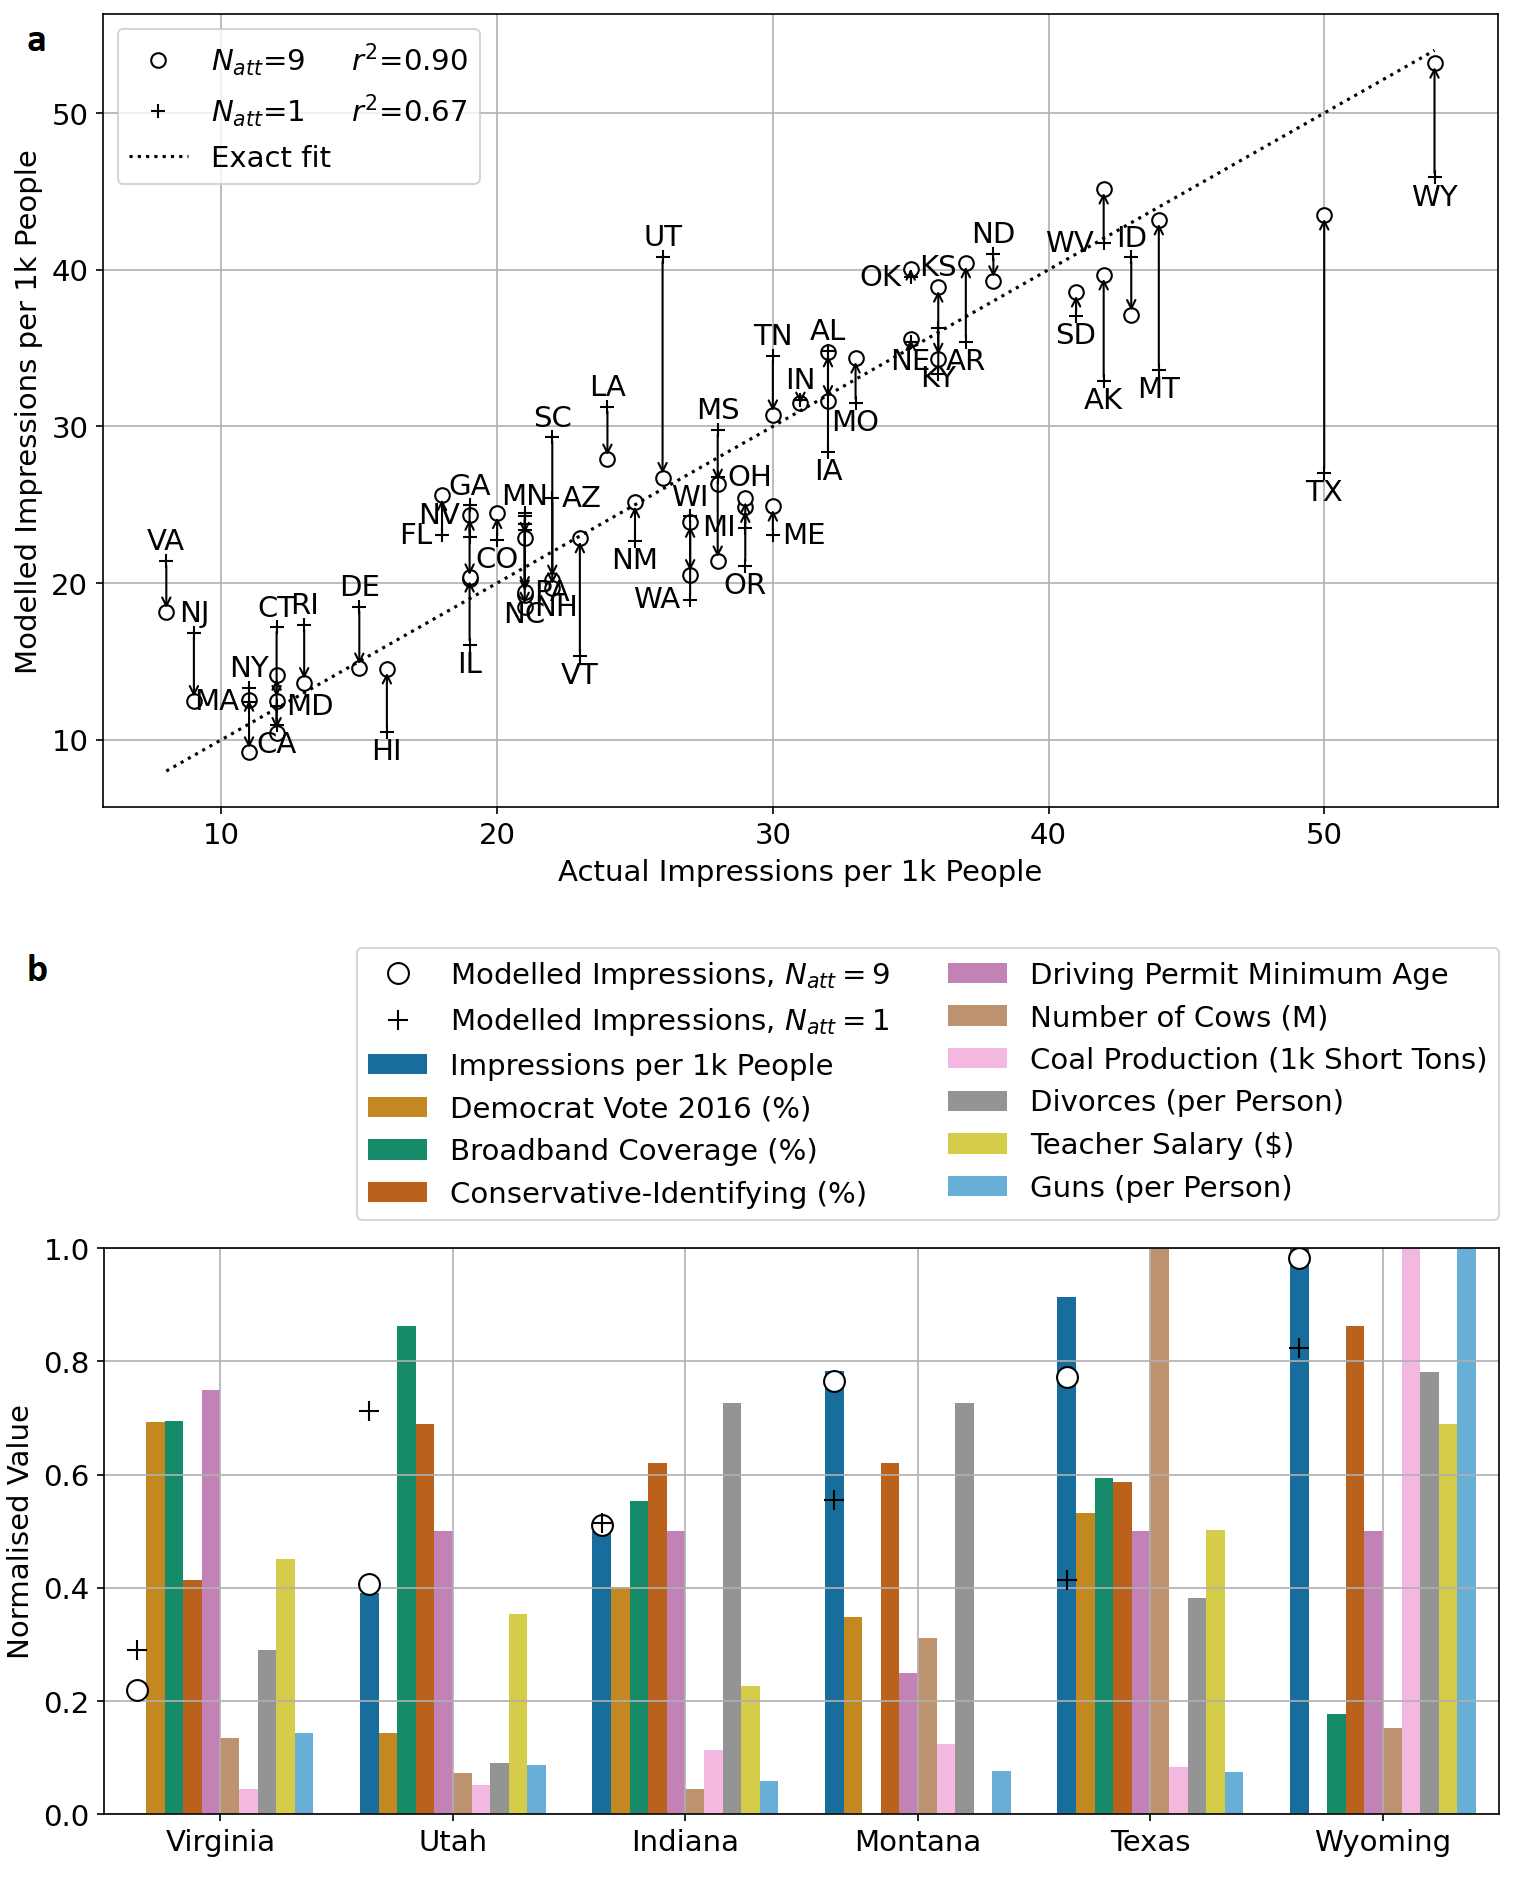 a
N_att=9 r²=0.90
N_att=1 r²=0.67
Exact fit
Modelled Impressions per 1k People
50
40
30
20
10
WY
UT
ND
WV
ID
OK
KS
TN
AL
NE
KY
AR
SD
AK
MT
LA
IN
MO
SC
MS
IA
TX
GA
MN
AZ
WI
OH
NV
FL
MI
ME
VA
CO
NM
OR
DE
PA
WA
NJ
CT
RI
NC
NH
NY
IL
VT
MA
MD
CA
HI
10
20
30
40
50
Actual Impressions per 1k People
b
Modelled Impressions, N_att = 9
Modelled Impressions, N_att = 1
Impressions per 1k People
Democrat Vote 2016 (%)
Broadband Coverage (%)
Conservative-Identifying (%)
Driving Permit Minimum Age
Number of Cows (M)
Coal Production (1k Short Tons)
Divorces (per Person)
Teacher Salary ($)
Guns (per Person)
Normalised Value
1.0
0.8
0.6
0.4
0.2
0.0
Virginia
Utah
Indiana
Montana
Texas
Wyoming